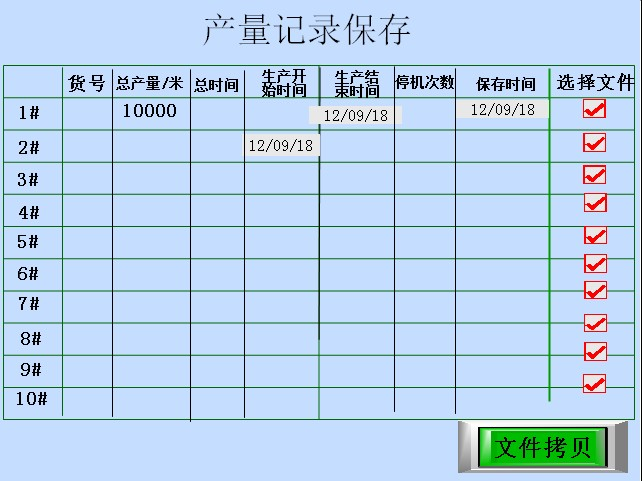 产量记录保存
货号 总产量/米 总时间 生产开始时间 生产结束时间 停机次数 保存时间 选择文件
1# 10000 12/09/18 12/09/18
2# 12/09/18
3#
4#
5#
6#
7#
8#
9#
10#
文件拷贝